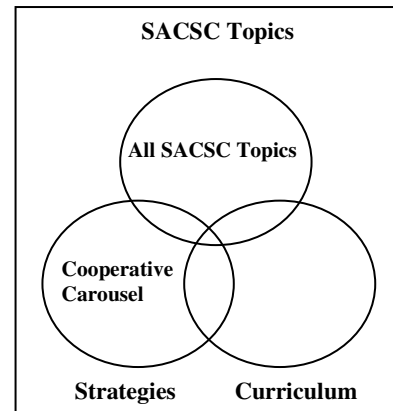 SACSC Topics
All SACSC Topics
Cooperative
Carousel
Strategies Curriculum